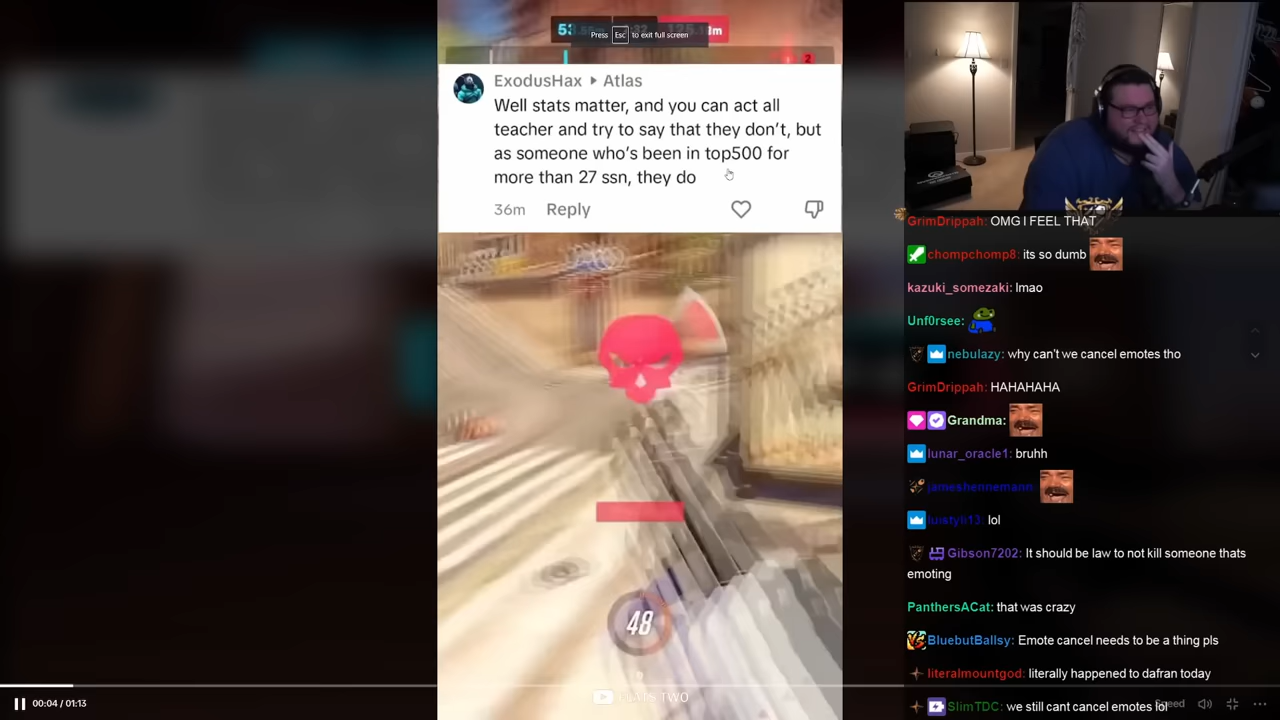 Press Esc to exit full screen
2
ExodusHax ▸ Atlas
Well stats matter, and you can act all
teacher and try to say that they don't, but
as someone who's been in top500 for
more than 27 ssn, they do
36m Reply
48
TWO
00:04 / 01:13
GrimDrippah: OMG I FEEL THAT
chompchomp8: its so dumb
kazuki_somezaki: lmao
Unf0rsee:
nebulazy: why can't we cancel emotes tho
GrimDrippah: HAHAHAHA
Grandma:
lunar_oracle1: bruhh
jameshennemann:
lol
Gibson7202: It should be law to not kill someone thats
emoting
PanthersACat: that was crazy
BluebutBallsy: Emote cancel needs to be a thing pls
literalmountgod: literally happened to dafran today
SlimTDC: we still cant cancel emotes lol